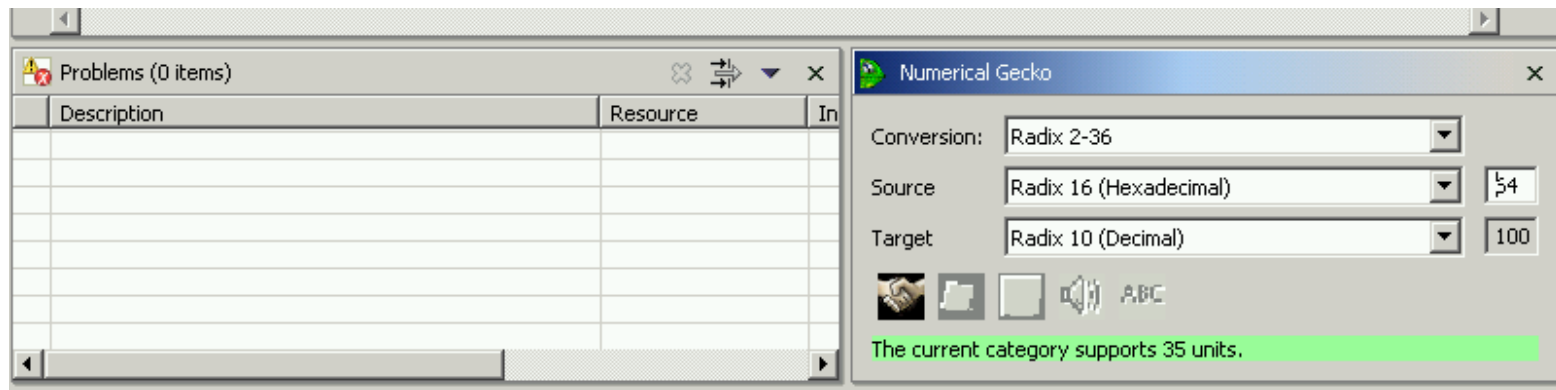 Problems (0 items)
Description Resource In
Numerical Gecko
Conversion: Radix 2-36
Source Radix 16 (Hexadecimal)
Target Radix 10 (Decimal) 100
ABC
The current category supports 35 units.